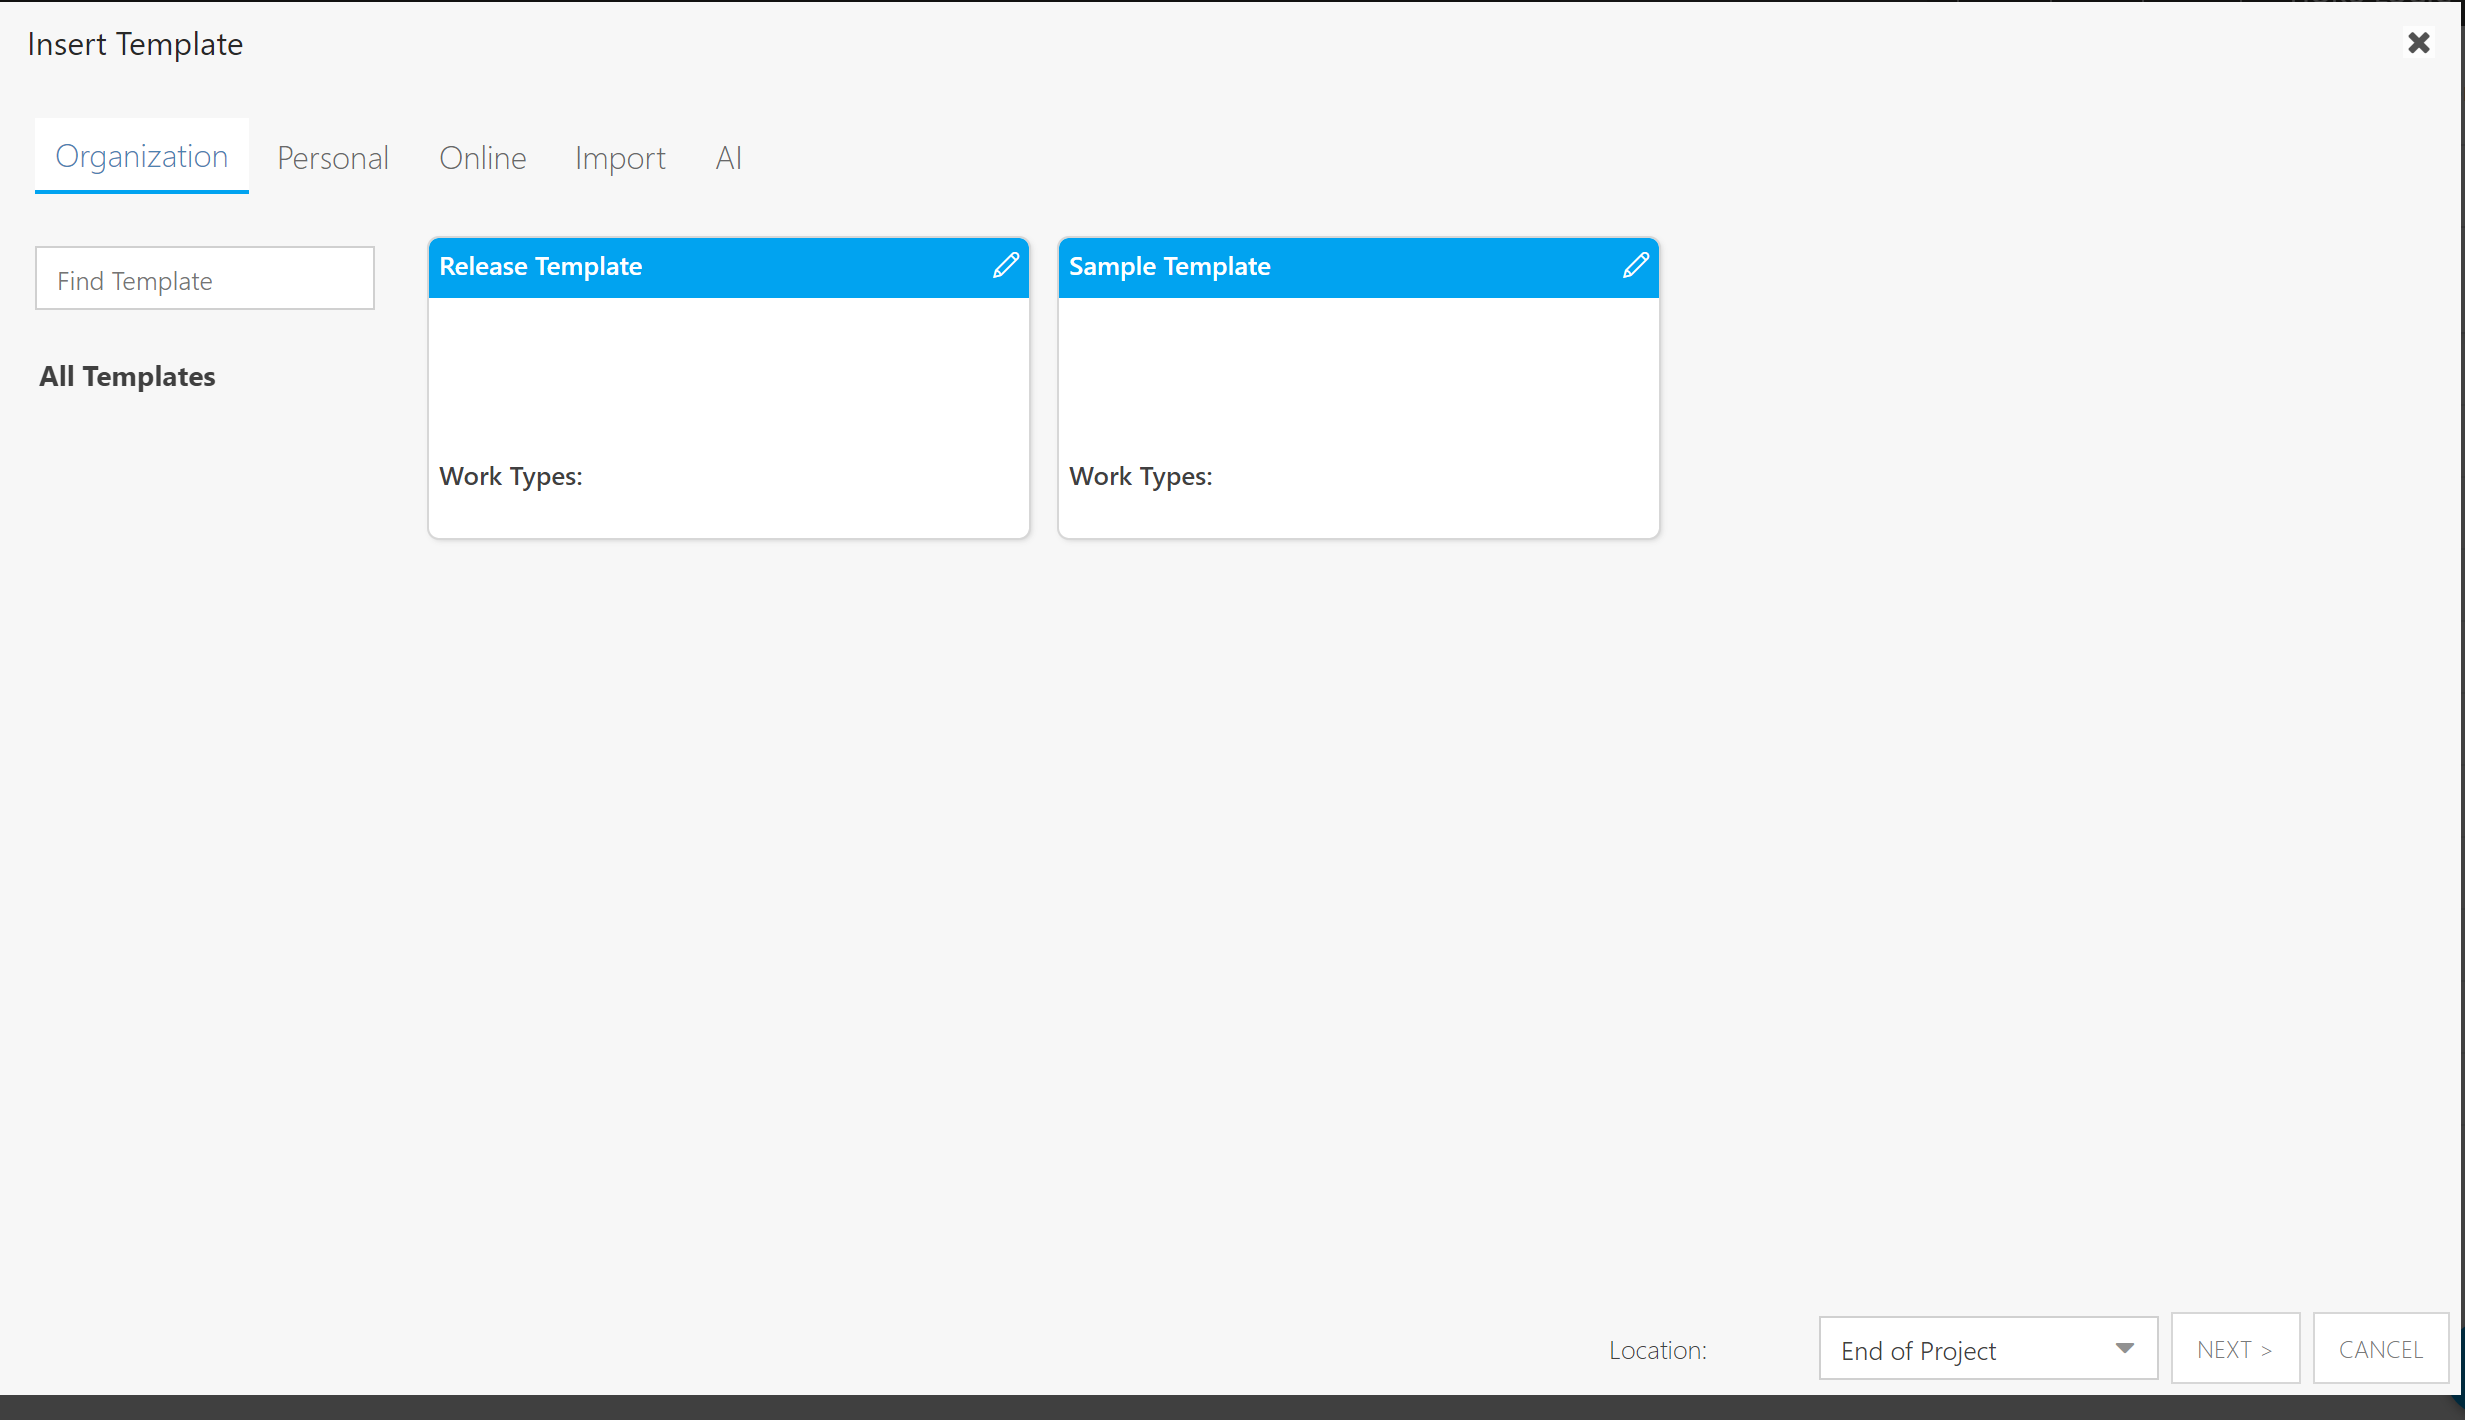 Insert Template
Organization Personal Online Import AI
Find Template
All Templates
Release Template
Work Types:
Sample Template
Work Types:
Location: End of Project NEXT > CANCEL